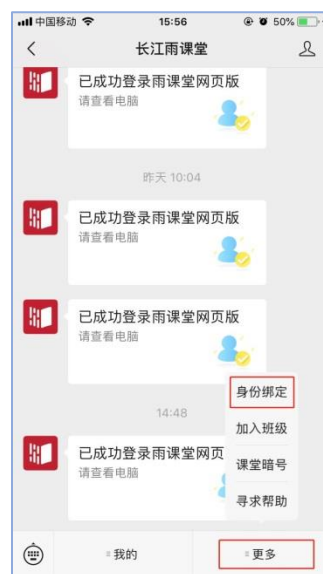 中国移动 15:56 50%
长江雨课堂
已成功登录雨课堂网页版
请查看电脑
昨天 10:04
已成功登录雨课堂网页版
请查看电脑
已成功登录雨课堂网页版
请查看电脑
14:48
已成功登录雨课堂网页
请查看电脑
身份绑定
加入班级
课堂暗号
寻求帮助
我的
更多